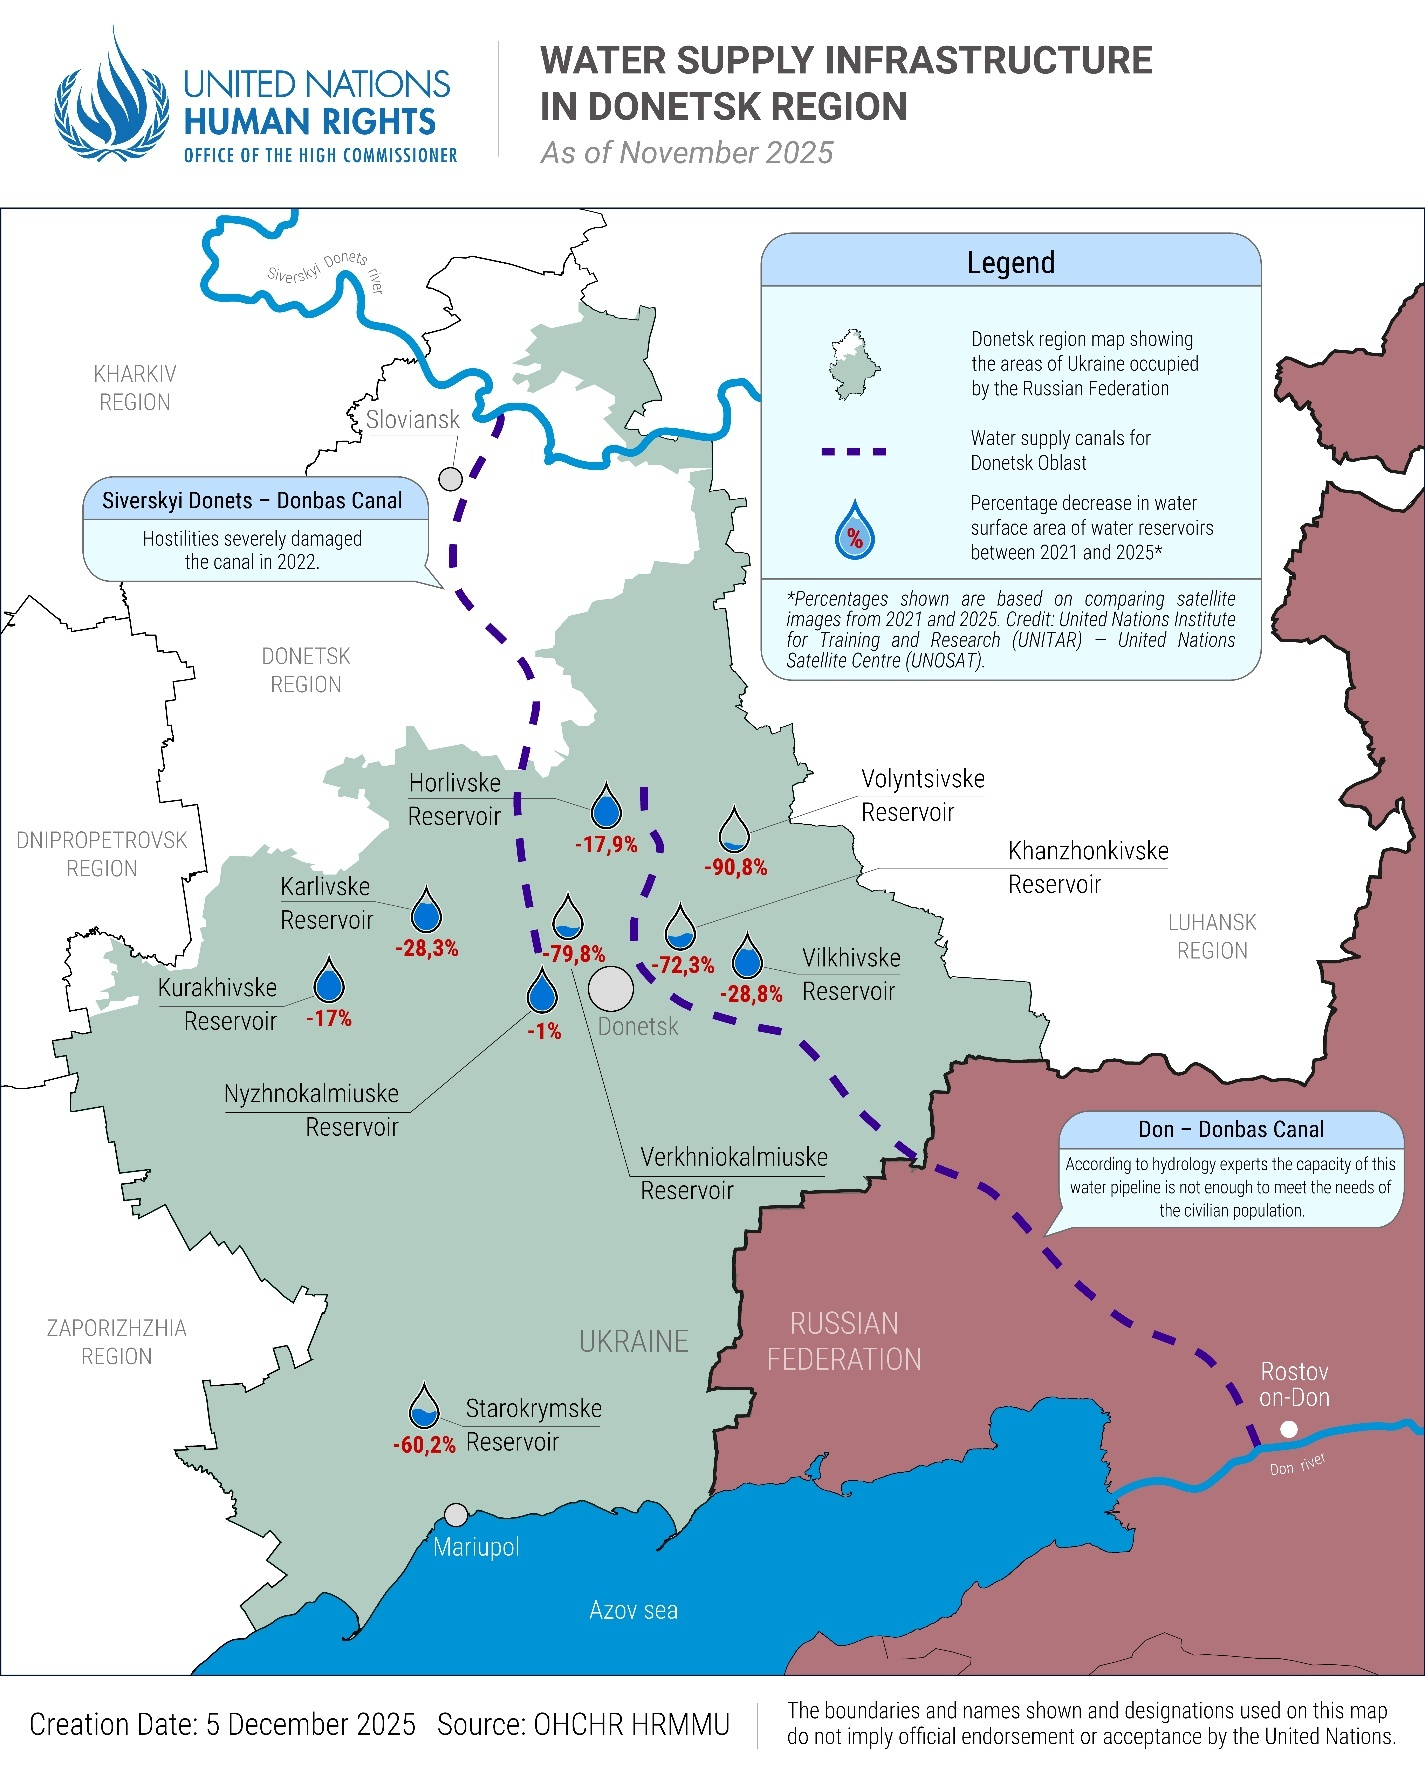 UNITED NATIONS
HUMAN RIGHTS
OFFICE OF THE HIGH COMMISSIONER
WATER SUPPLY INFRASTRUCTURE
IN DONETSK REGION
As of November 2025
Siverskyi Donets river
Legend
Donetsk region map showing
the areas of Ukraine occupied
by the Russian Federation
Water supply canals for
Donetsk Oblast
%
Percentage decrease in water
surface area of water reservoirs
between 2021 and 2025*
*Percentages shown are based on comparing satellite
images from 2021 and 2025. Credit: United Nations Institute
for Training and Research (UNITAR) – United Nations
Satellite Centre (UNOSAT).
KHARKIV
REGION
Sloviansk
Siverskyi Donets – Donbas Canal
Hostilities severely damaged
the canal in 2022.
DONETSK
REGION
DNIPROPETROVSK
REGION
Horlivske
Reservoir
-17,9%
Volyntsivske
Reservoir
-90,8%
Khanzhonkivske
Reservoir
-72,3%
Karlivske
Reservoir
-28,3%
-79,8%
Vilkhivske
Reservoir
-28,8%
LUHANSK
REGION
Kurakhivske
Reservoir
-17%
-1%
Donetsk
Nyzhnokalmiuske
Reservoir
Verkhniokalmiuske
Reservoir
Don – Donbas Canal
According to hydrology experts the capacity of this
water pipeline is not enough to meet the needs of
the civilian population.
ZAPORIZHZHIA
REGION
UKRAINE
RUSSIAN
FEDERATION
Rostov
on-Don
Don river
Starokrymske
Reservoir
-60,2%
Mariupol
Azov sea
Creation Date: 5 December 2025 Source: OHCHR HRMMU
The boundaries and names shown and designations used on this map
do not imply official endorsement or acceptance by the United Nations.